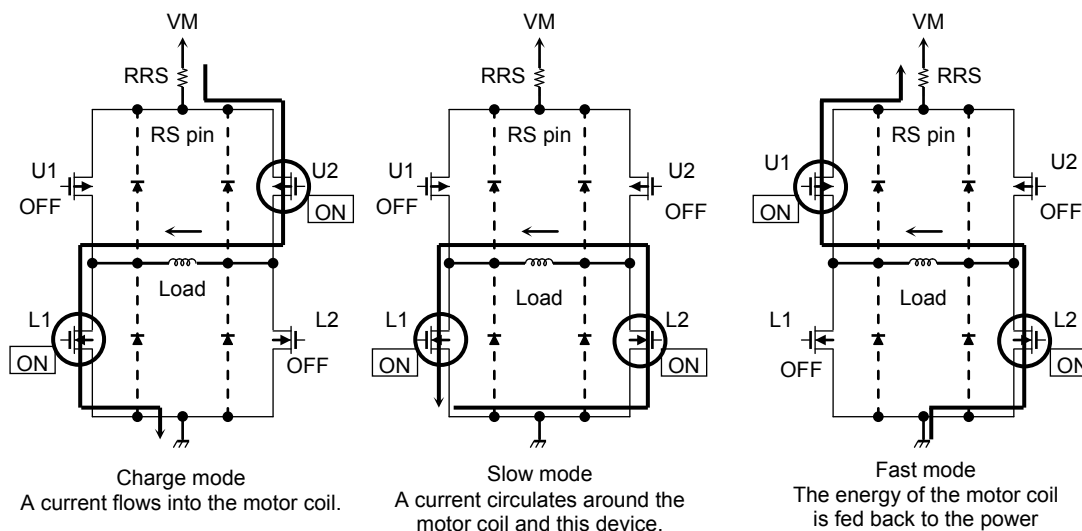 VM
RRS
RS pin
U1
OFF
U2
ON
Load
L1
ON
L2
OFF
Charge mode
A current flows into the motor coil.
VM
RRS
RS pin
U1
OFF
U2
OFF
Load
L1
ON
L2
ON
Slow mode
A current circulates around the
motor coil and this device.
VM
RRS
RS pin
U1
ON
U2
OFF
Load
L1
OFF
L2
ON
Fast mode
The energy of the motor coil
is fed back to the power